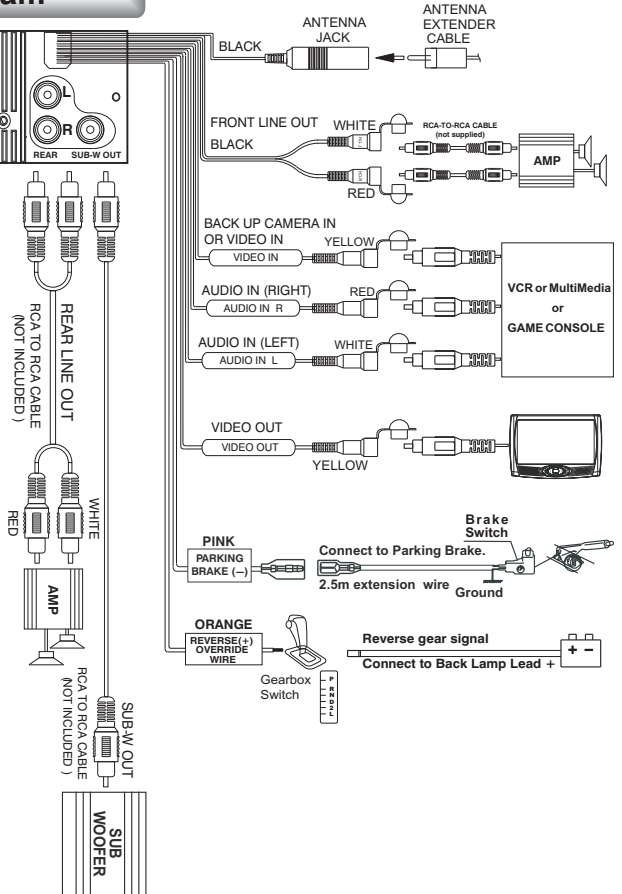 ANTENNA
JACK
ANTENNA
EXTENDER
CABLE
BLACK
L
R
REAR SUB-W OUT
FRONT LINE OUT
BLACK
WHITE
RED
RCA-TO-RCA CABLE
(not supplied)
AMP
BACK UP CAMERA IN
OR VIDEO IN
YELLOW
VIDEO IN
AUDIO IN (RIGHT)
RED
AUDIO IN R
AUDIO IN (LEFT)
WHITE
AUDIO IN L
VCR or MultiMedia
or
GAME CONSOLE
VIDEO OUT
VIDEO OUT
YELLOW
REAR LINE OUT
RCA TO RCA CABLE
(NOT INCLUDED )
WHITE
RED
AMP
PINK
PARKING
BRAKE (–)
Connect to Parking Brake.
2.5m extension wire
Brake
Switch
Ground
ORANGE
REVERSE(+)
OVERRIDE
WIRE
Gearbox
Switch
P
R
N
D
2
L
Reverse gear signal
Connect to Back Lamp Lead +
+ –
SUB-W OUT
RCA TO RCA CABLE
(NOT INCLUDED )
SUB
WOOFER